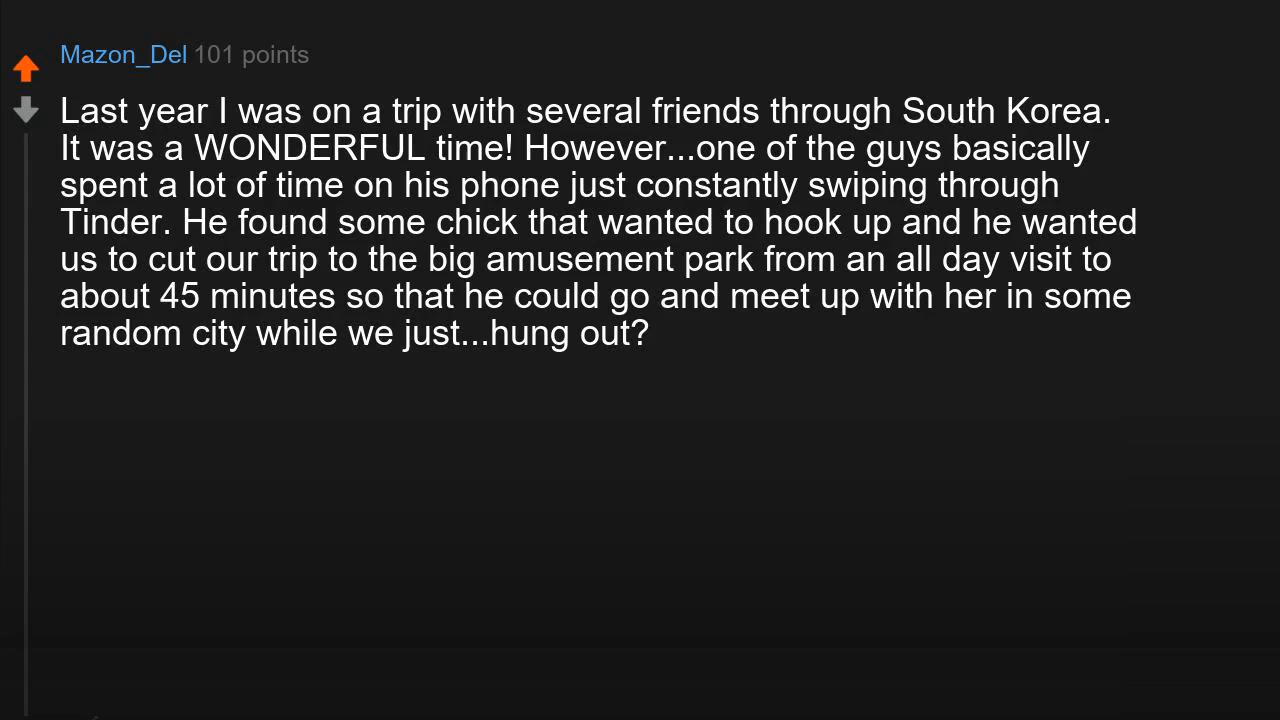 Mazon_Del 101 points
Last year I was on a trip with several friends through South Korea.
It was a WONDERFUL time! However...one of the guys basically
spent a lot of time on his phone just constantly swiping through
Tinder. He found some chick that wanted to hook up and he wanted
us to cut our trip to the big amusement park from an all day visit to
about 45 minutes so that he could go and meet up with her in some
random city while we just...hung out?